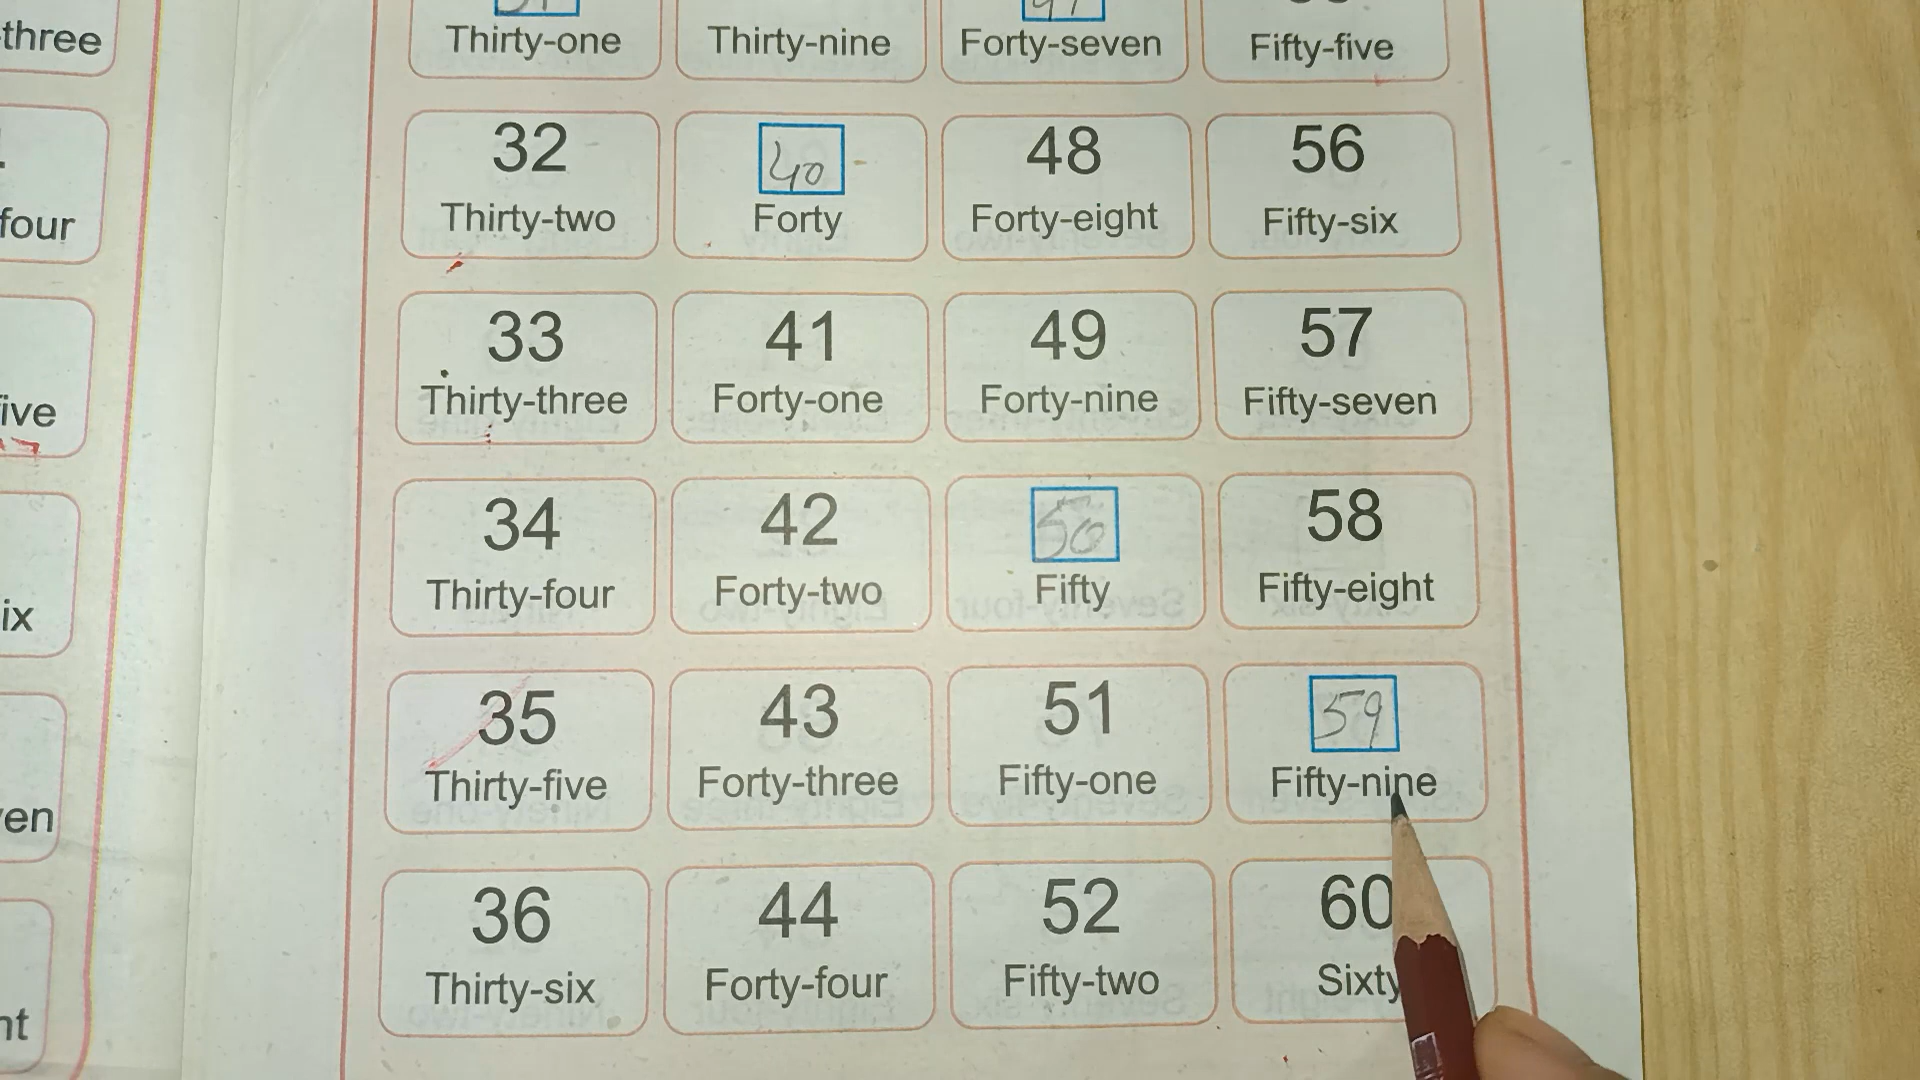 three
Thirty-one Thirty-nine Forty-seven Fifty-five
32 40 48 56
four Thirty-two Forty Forty-eight Fifty-six
33 41 49 57
ive Thirty-three Forty-one Forty-nine Fifty-seven
34 42 50 58
ix Thirty-four Forty-two Fifty Fifty-eight
35 43 51 59
en Thirty-five Forty-three Fifty-one Fifty-nine
36 44 52 60
Thirty-six Forty-four Fifty-two Sixty